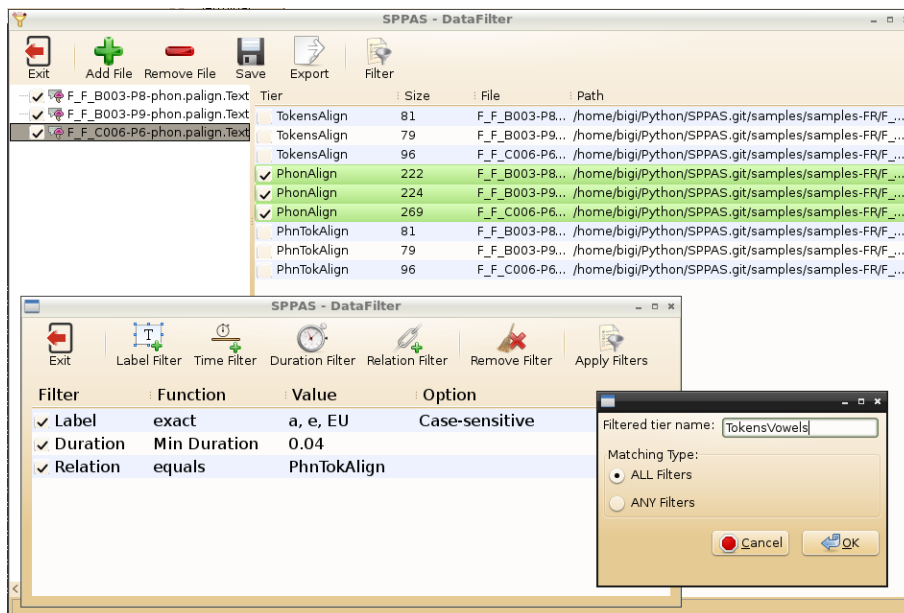 SPPAS - DataFilter
Exit Add File Remove File Save Export Filter
F_F_B003-P8-phon.palign.Text
F_F_B003-P9-phon.palign.Text
F_F_C006-P6-phon.palign.Text
Tier Size File Path
TokensAlign 81 F_F_B003-P8... /home/bigi/Python/SPPAS.git/samples/samples-FR/F_...
TokensAlign 79 F_F_B003-P9... /home/bigi/Python/SPPAS.git/samples/samples-FR/F_...
TokensAlign 96 F_F_C006-P6... /home/bigi/Python/SPPAS.git/samples/samples-FR/F_...
PhonAlign 222 F_F_B003-P8... /home/bigi/Python/SPPAS.git/samples/samples-FR/F_...
PhonAlign 224 F_F_B003-P9... /home/bigi/Python/SPPAS.git/samples/samples-FR/F_...
PhonAlign 269 F_F_C006-P6... /home/bigi/Python/SPPAS.git/samples/samples-FR/F_...
PhnTokAlign 81 F_F_B003-P8... /home/bigi/Python/SPPAS.git/samples/samples-FR/F_...
PhnTokAlign 79 F_F_B003-P9... /home/bigi/Python/SPPAS.git/samples/samples-FR/F_...
PhnTokAlign 96 F_F_C006-P6... /home/bigi/Python/SPPAS.git/samples/samples-FR/F_...
SPPAS - DataFilter
Exit Label Filter Time Filter Duration Filter Relation Filter Remove Filter Apply Filters
Filter Function Value Option
Label exact a, e, EU Case-sensitive
Duration Min Duration 0.04
Relation equals PhnTokAlign
Filtered tier name: TokensVowels
Matching Type:
ALL Filters
ANY Filters
Cancel OK